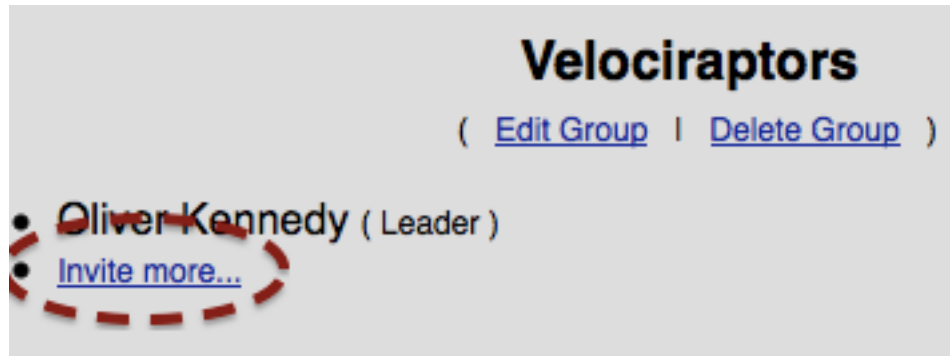 Velociraptors
( Edit Group | Delete Group )
• Oliver Kennedy ( Leader )
• Invite more...